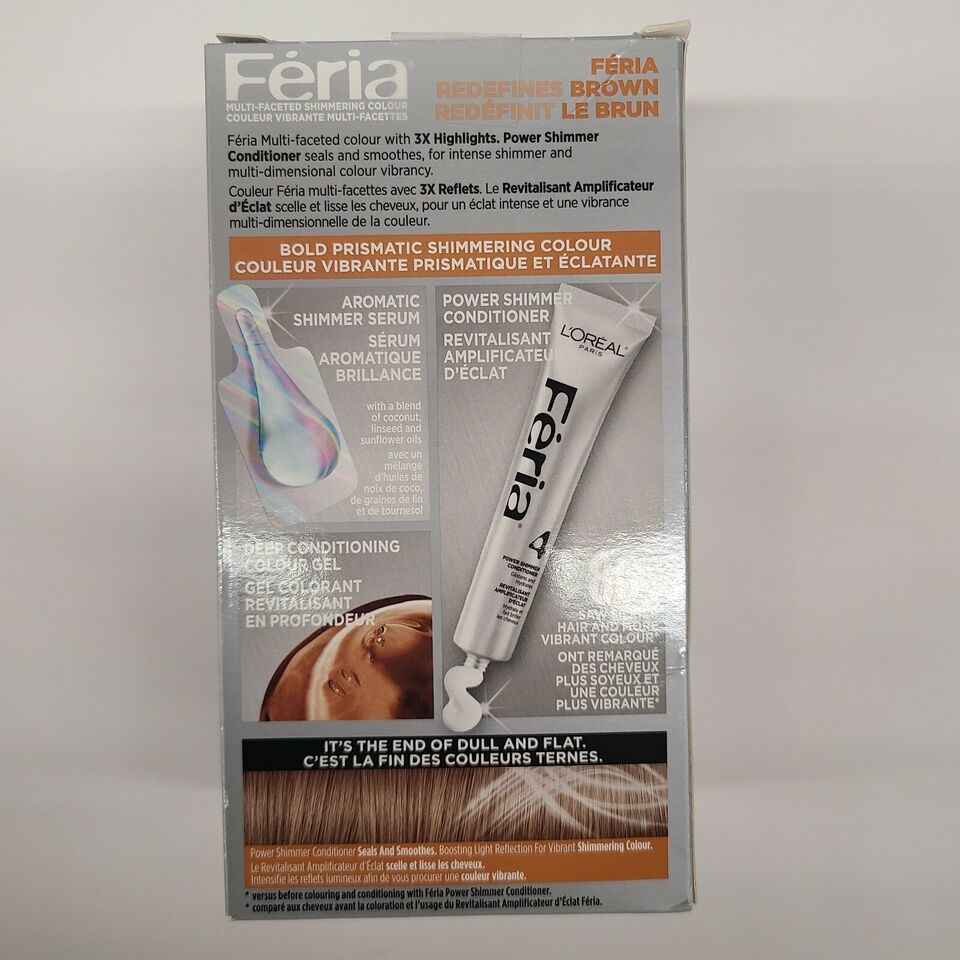 Féria
MULTI-FACETED SHIMMERING COLOUR
COULEUR VIBRANTE MULTI-FACETTES
FÉRIA
REDEFINES BROWN
REDÉFINIT LE BRUN
Féria Multi-faceted colour with 3X Highlights. Power Shimmer
Conditioner seals and smoothes, for intense shimmer and
multi-dimensional colour vibrancy.
Couleur Féria multi-facettes avec 3X Reflets. Le Revitalisant Amplificateur
d'Éclat scelle et lisse les cheveux, pour un éclat intense et une vibrance
multi-dimensionnelle de la couleur.
BOLD PRISMATIC SHIMMERING COLOUR
COULEUR VIBRANTE PRISMATIQUE ET ÉCLATANTE
AROMATIC
SHIMMER SERUM
SÉRUM
AROMATIQUE
BRILLANCE
with a blend
of coconut,
linseed and
sunflower oils
avec un
mélange
d'huiles de
noix de coco,
de graines de lin
et de tournesol
POWER SHIMMER
CONDITIONER
REVITALISANT
AMPLIFICATEU
D'ÉCLAT
L'ORÉAL
PARIS
Féria
4
POWER SHIMMER
CONDITIONER
Glistens and
Hydrates
REVITALISANT
AMPLIFICATEUR
D'ÉCLAT
Hydrate et
fait briller
les cheveux
DEEP CONDITIONING
COLOUR GEL
GEL COLORANT
REVITALISANT
EN PROFONDEUR
HAIR AND MORE
VIBRANT COLOUR*
ONT REMARQUÉ
DES CHEVEUX
PLUS SOYEUX ET
UNE COULEUR
PLUS VIBRANTE*
IT'S THE END OF DULL AND FLAT.
C'EST LA FIN DES COULEURS TERNES.
Power Shimmer Conditioner Seals And Smoothes. Boosting Light Reflection For Vibrant Shimmering Colour.
Le Revitalisant Amplificateur d'Éclat scelle et lisse les cheveux.
Intensifie les reflets lumineux afin de vous procurer une couleur vibrante.
* versus before colouring and conditioning with Féria Power Shimmer Conditioner.
* comparé aux cheveux avant la coloration et l'usage du Revitalisant Amplificateur d'Éclat Féria.